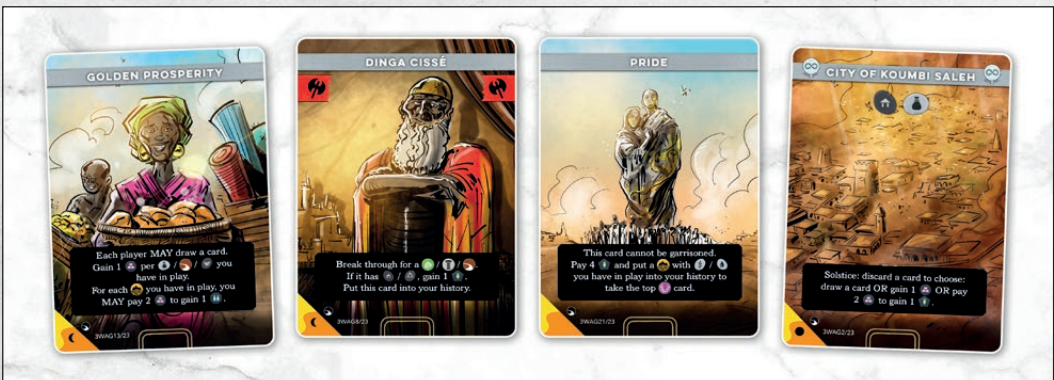 GOLDEN PROSPERITY
Each player MAY draw a card.
Gain 1 per / / you
have in play.
For each you have in play, you
MAY pay 2 to gain 1 .
3WAG13/23
DINGA CISSÉ
Break through for a / /
If it has / , gain 1 .
Put this card into your history.
3WAG8/23
PRIDE
This card cannot be garrisoned.
Pay 4 and put a with /
you have in play into your history to
take the top card.
3WAG21/23
CITY OF KOUMBI SALEH
Solstice: discard a card to choose:
draw a card OR gain 1 OR pay
2 to gain 1 .
3WAG2/23